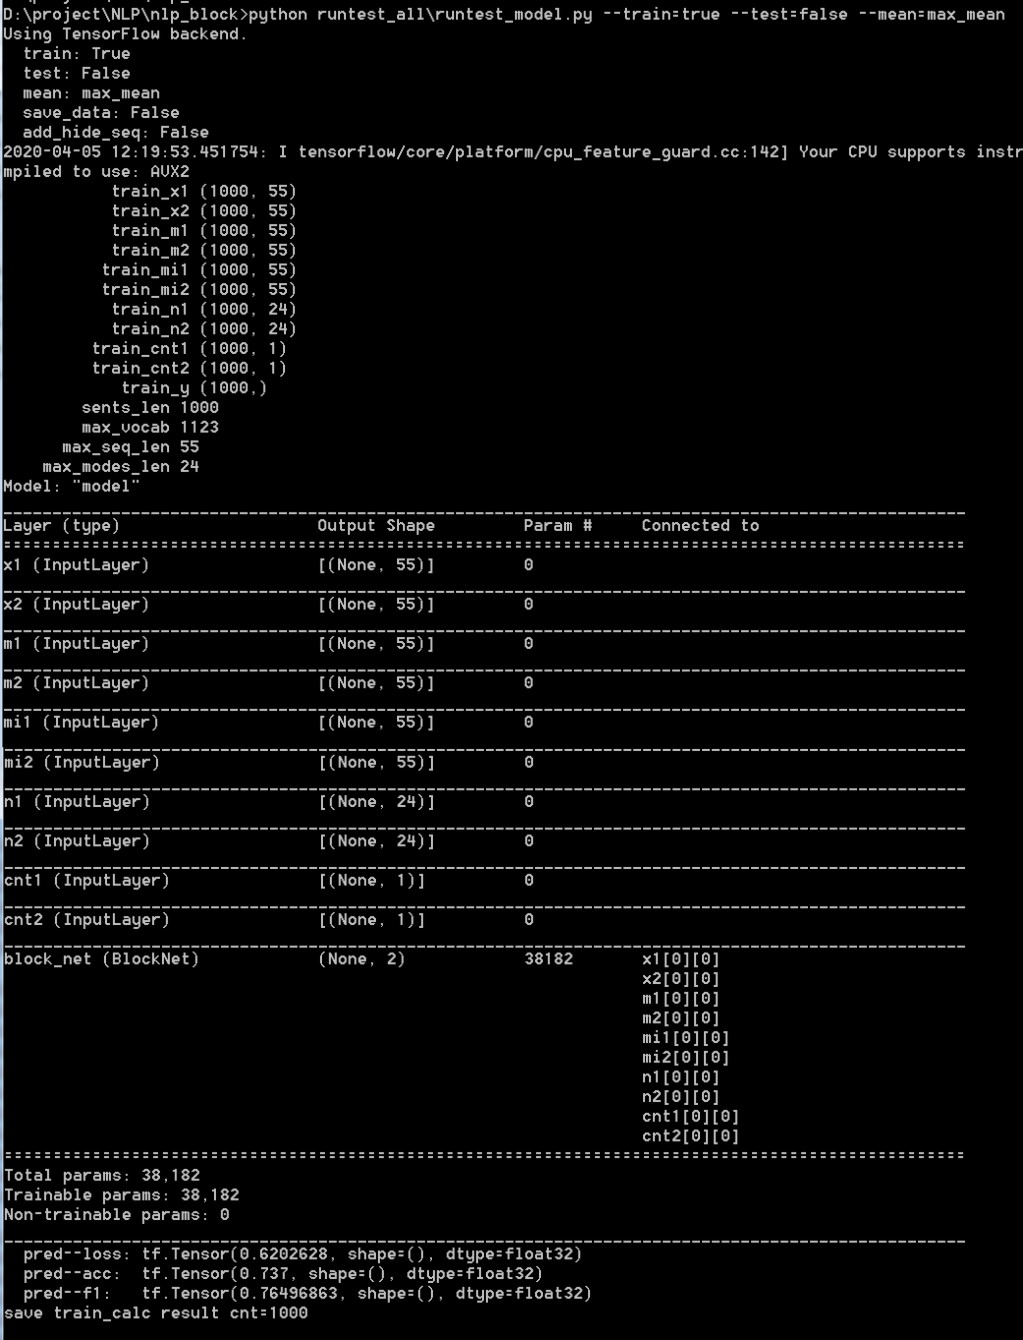 D:\project\NLP\nlp_block>python runtest_all\runtest_model.py --train=true --test=false --mean=max_mean
Using TensorFlow backend.
train: True
test: False
mean: max_mean
save_data: False
add_hide_seq: False
2020-04-05 12:19:53.451754: I tensorflow/core/platform/cpu_feature_guard.cc:142] Your CPU supports instr
mpiled to use: AVX2
train_x1 (1000, 55)
train_x2 (1000, 55)
train_m1 (1000, 55)
train_m2 (1000, 55)
train_mi1 (1000, 55)
train_mi2 (1000, 55)
train_n1 (1000, 24)
train_n2 (1000, 24)
train_cnt1 (1000, 1)
train_cnt2 (1000, 1)
train_y (1000,)
sents_len 1000
max_vocab 1123
max_seq_len 55
max_modes_len 24
Model: "model"
Layer (type) Output Shape Param # Connected to
x1 (InputLayer) [(None, 55)] 0
x2 (InputLayer) [(None, 55)] 0
m1 (InputLayer) [(None, 55)] 0
m2 (InputLayer) [(None, 55)] 0
mi1 (InputLayer) [(None, 55)] 0
mi2 (InputLayer) [(None, 55)] 0
n1 (InputLayer) [(None, 24)] 0
n2 (InputLayer) [(None, 24)] 0
cnt1 (InputLayer) [(None, 1)] 0
cnt2 (InputLayer) [(None, 1)] 0
block_net (BlockNet) (None, 2) 38182 x1[0][0]
x2[0][0]
m1[0][0]
m2[0][0]
mi1[0][0]
mi2[0][0]
n1[0][0]
n2[0][0]
cnt1[0][0]
cnt2[0][0]
Total params: 38,182
Trainable params: 38,182
Non-trainable params: 0
pred--loss: tf.Tensor(0.6202628, shape=(), dtype=float32)
pred--acc: tf.Tensor(0.737, shape=(), dtype=float32)
pred--f1: tf.Tensor(0.76496863, shape=(), dtype=float32)
save train_calc result cnt=1000